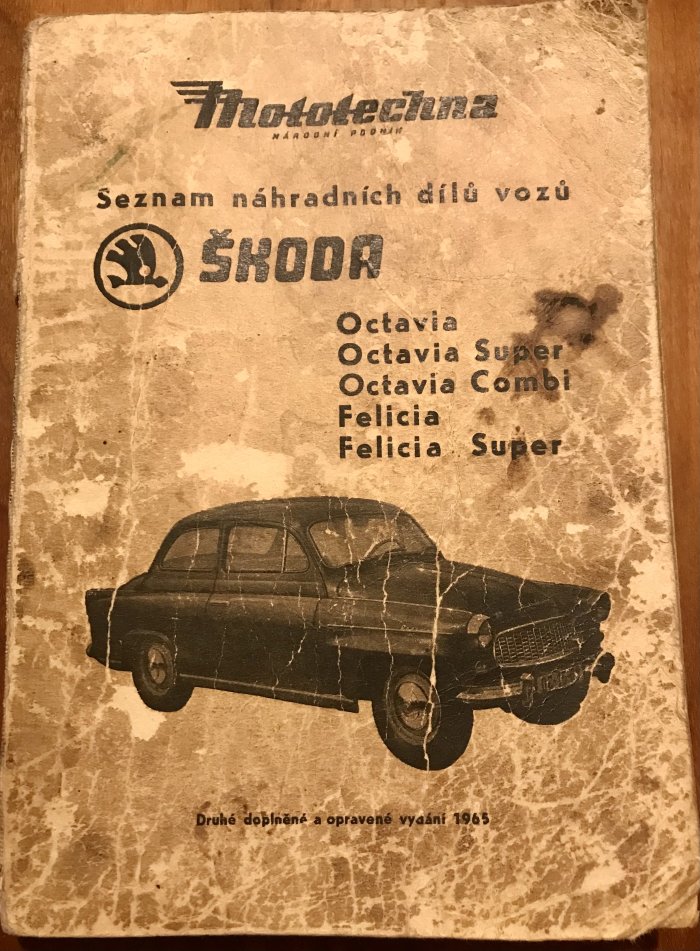 Mototechna
NÁRODNÍ PODNIK
Seznam náhradních dílů vozů
ŠKODA
Octavia
Octavia Super
Octavia Combi
Felicia
Felicia Super
Druhé doplněné a opravené vydání 1965